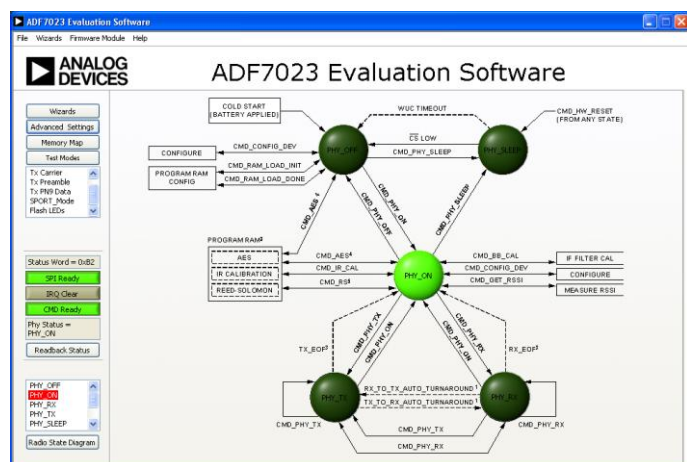 ADF7023 Evaluation Software
File Wizards Firmware Module Help
ANALOG
DEVICES
ADF7023 Evaluation Software
Wizards
Advanced Settings
Memory Map
Test Modes
Tx Carrier
Tx Preamble
Tx PN9 Data
SPORT_Mode
Flash LEDs
Status Word = 0xB2
SPI Ready
IRQ Clear
CMD Ready
Phy Status =
PHY_ON
Readback Status
PHY_OFF
PHY_ON
PHY_RX
PHY_TX
PHY_SLEEP
Radio State Diagram
COLD START
(BATTERY APPLIED)
WUC TIMEOUT
CMD_HW_RESET
(FROM ANY STATE)
CS LOW
CMD_PHY_SLEEP
PHY_OFF
PHY_SLEEP
CONFIGURE
CMD_CONFIG_DEV
PROGRAM RAM
CONFIG
CMD_RAM_LOAD_INIT
CMD_RAM_LOAD_DONE
CMD_AES
CMD_PHY_OFF
CMD_PHY_ON
CMD_PHY_SLEEP
PROGRAM RAM
AES
IR CALIBRATION
REED-SOLOMON
CMD_AES
CMD_IR_CAL
CMD_RS
PHY_ON
CMD_BB_CAL
CMD_CONFIG_DEV
CMD_GET_RSSI
IF FILTER CAL
CONFIGURE
MEASURE RSSI
TX_EOF
CMD_PHY_TX
CMD_PHY_ON
CMD_PHY_RX
CMD_PHY_ON
RX_EOF
PHY_TX
RX_TO_TX_AUTO_TURNAROUND
TX_TO_RX_AUTO_TURNAROUND
PHY_RX
CMD_PHY_TX
CMD_PHY_TX
CMD_PHY_RX
CMD_PHY_RX